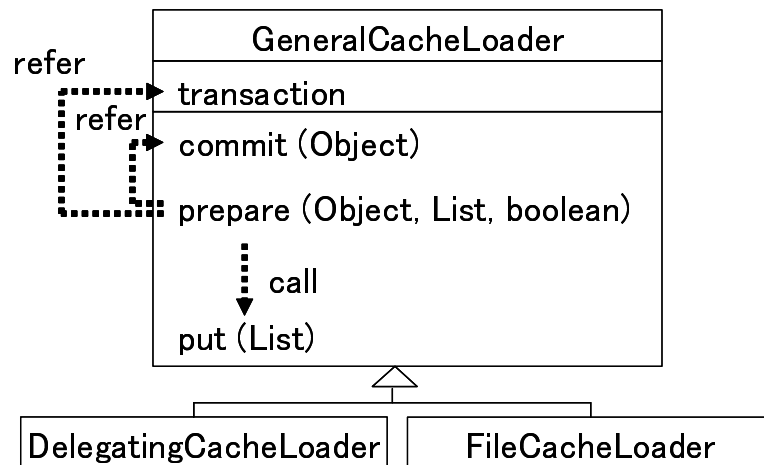 GeneralCacheLoader
refer
transaction
refer
commit (Object)
prepare (Object, List, boolean)
call
put (List)
DelegatingCacheLoader
FileCacheLoader